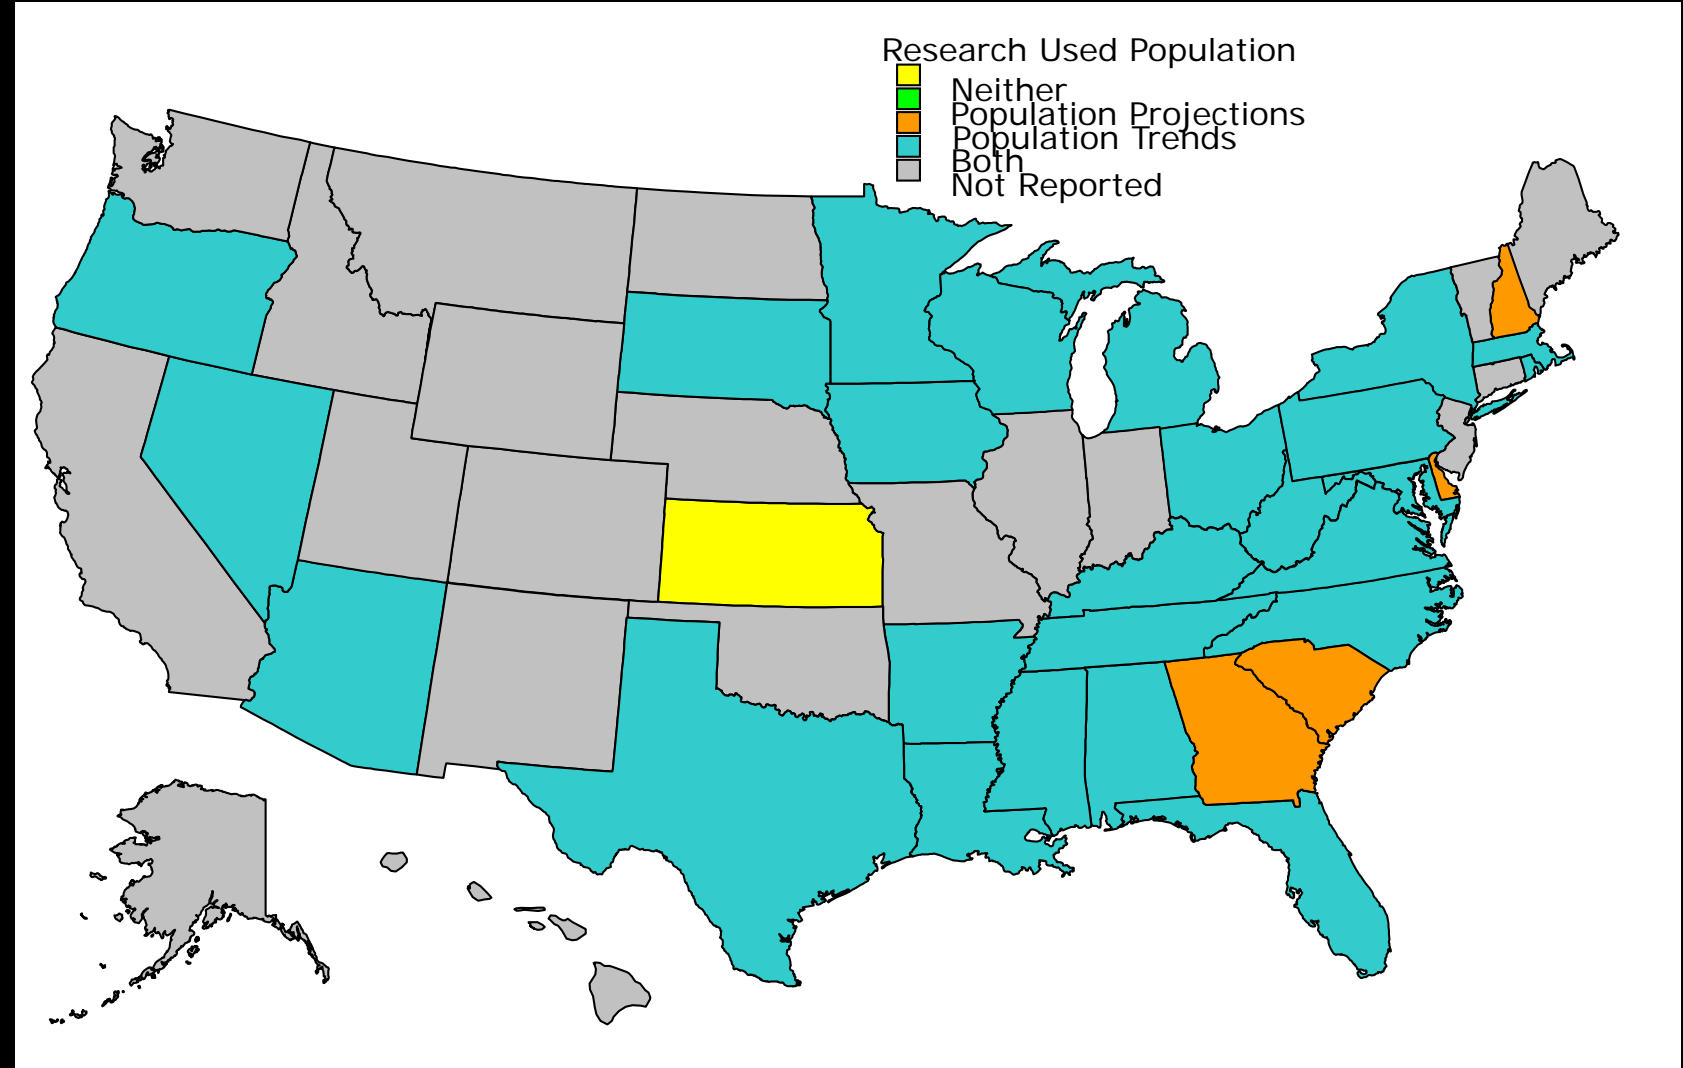 Research Used Population
Neither
Population Projections
Population Trends
Both
Not Reported